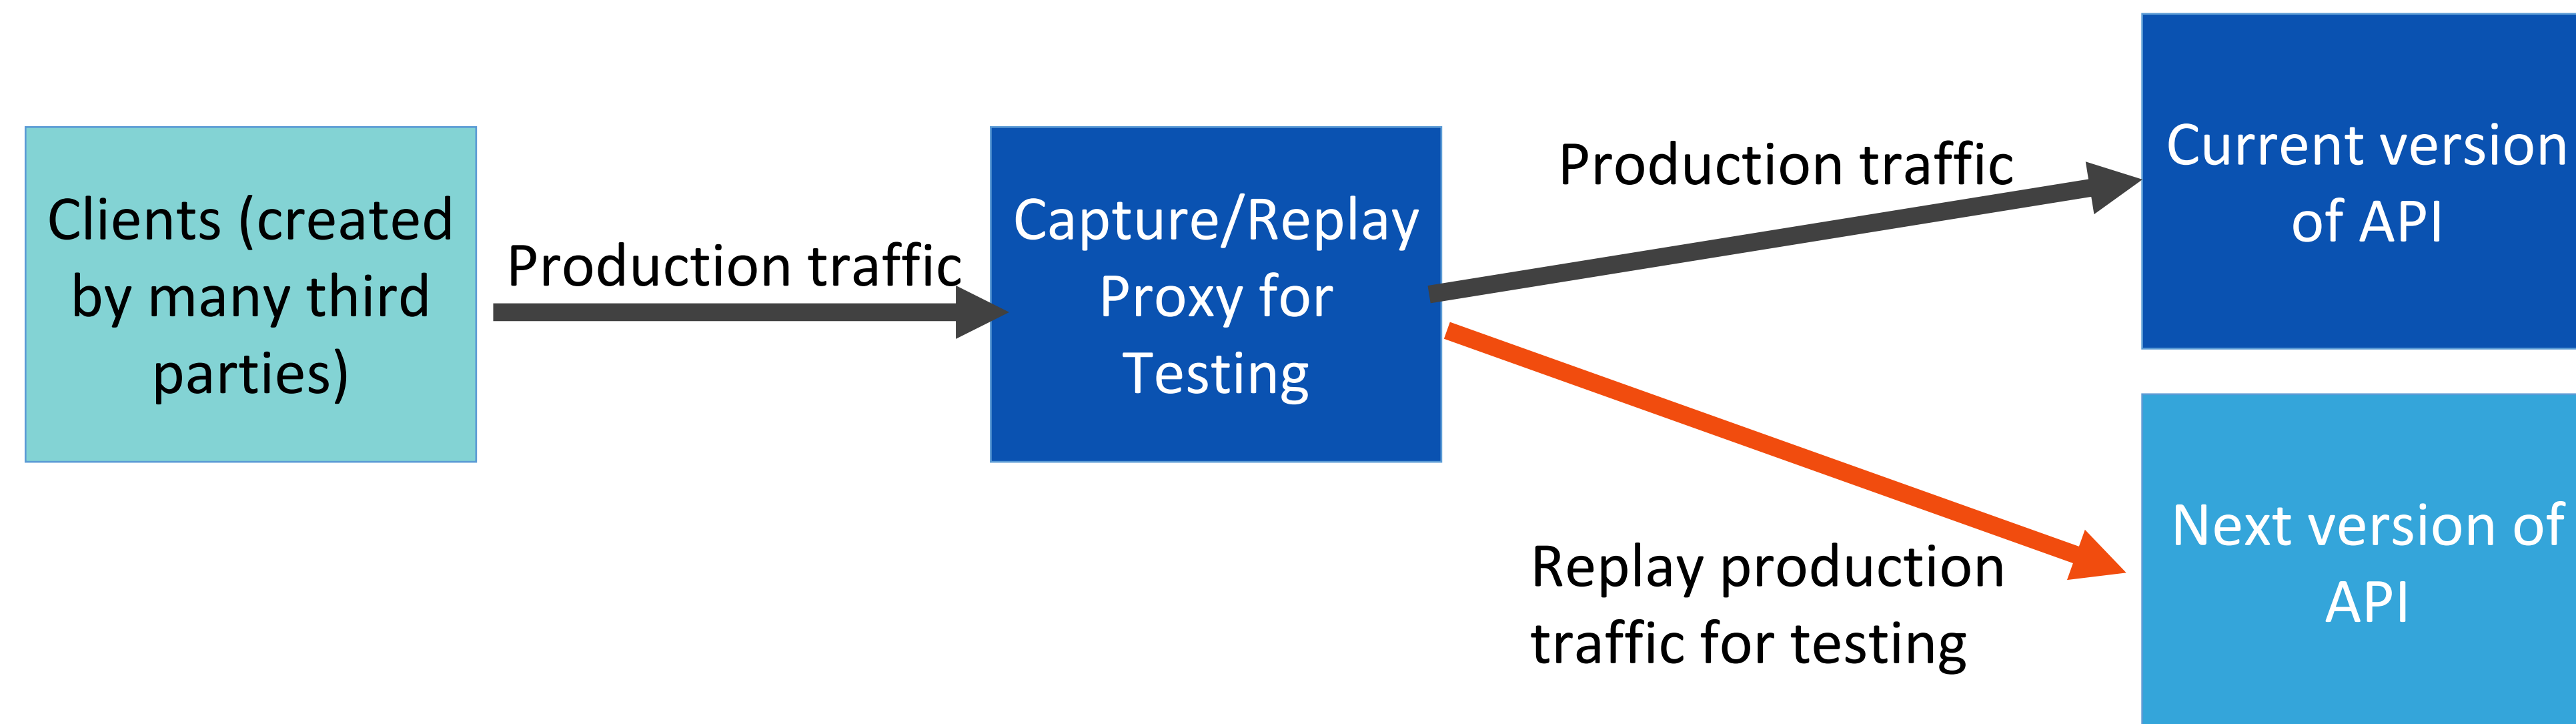 Clients (created
by many third
parties)
Production traffic
Capture/Replay
Proxy for
Testing
Production traffic
Current version
of API
Replay production
traffic for testing
Next version of
API